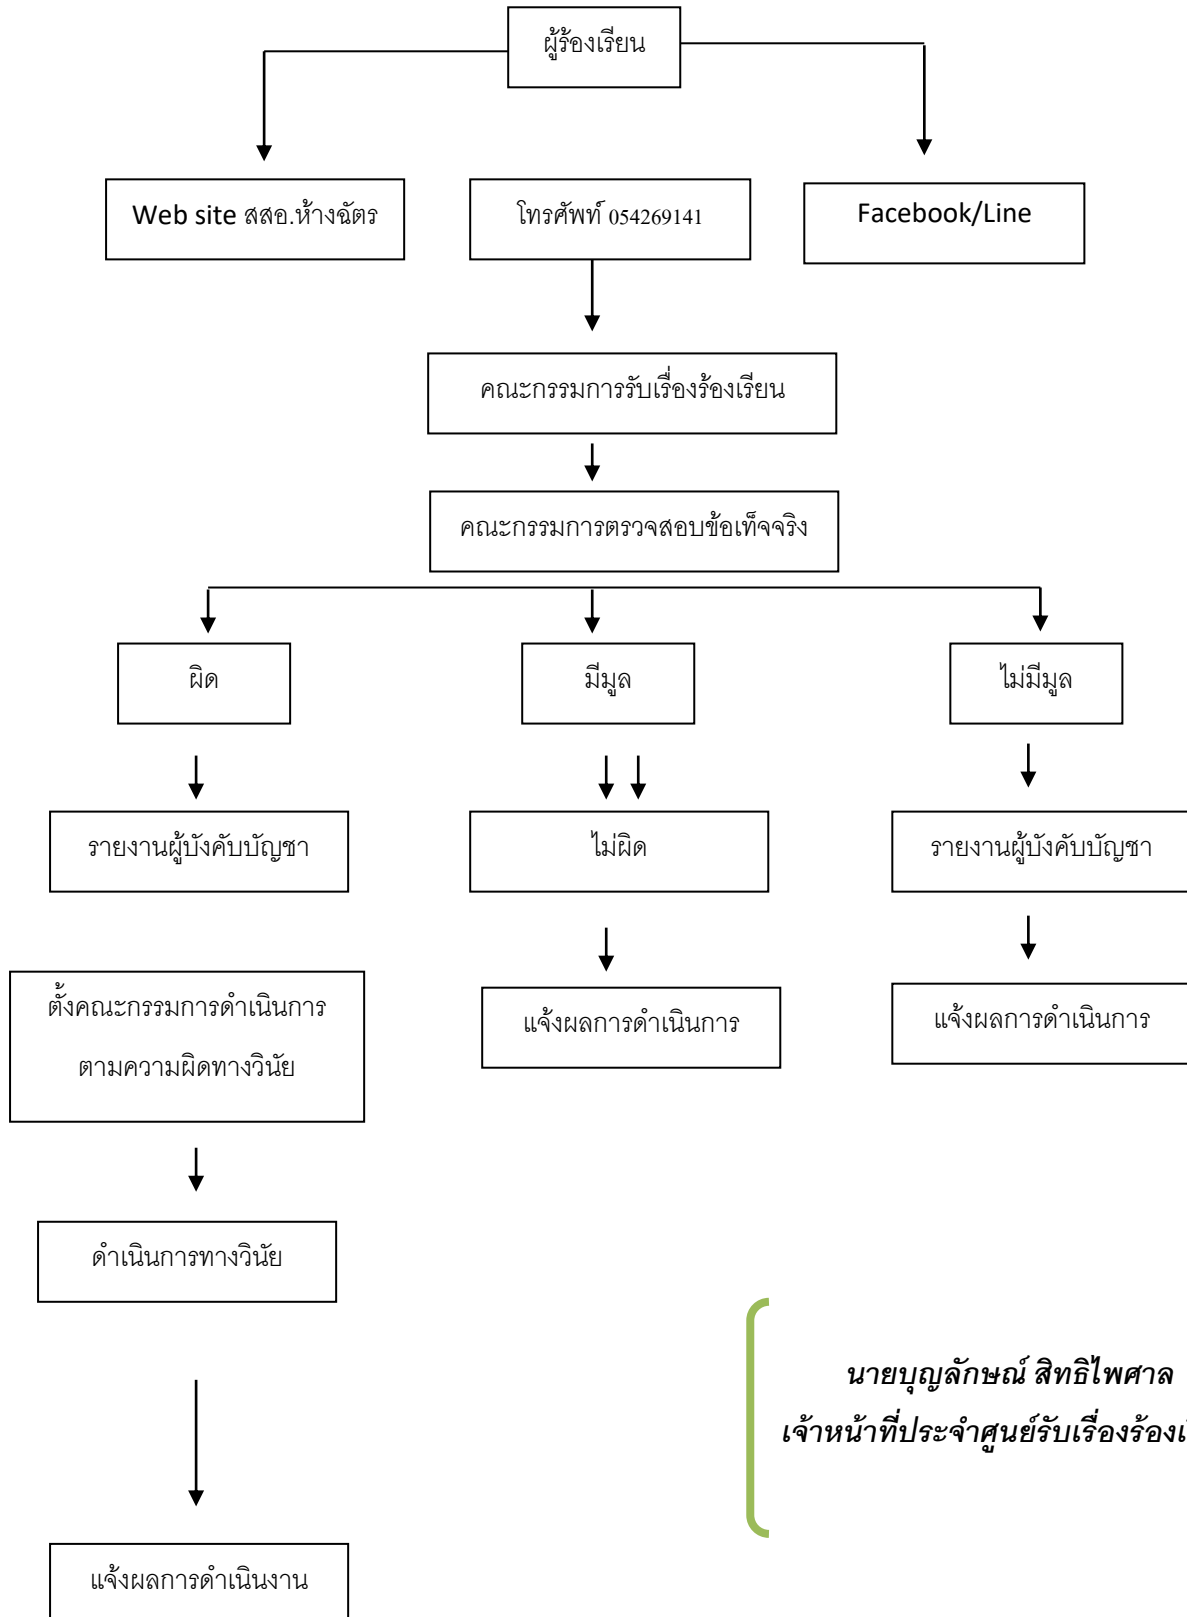 ผู้ร้องเรียน
Web site สสอ.ห้างฉัตร
โทรศัพท์ 054269141
Facebook/Line
คณะกรรมการรับเรื่องร้องเรียน
คณะกรรมการตรวจสอบข้อเท็จจริง
ผิด
มีมูล
ไม่มีมูล
รายงานผู้บังคับบัญชา
ไม่ผิด
รายงานผู้บังคับบัญชา
ตั้งคณะกรรมการดำเนินการ
ตามความผิดทางวินัย
แจ้งผลการดำเนินการ
แจ้งผลการดำเนินการ
ดำเนินการทางวินัย
นายบุญลักษณ์ สิทธิไพศาล
เจ้าหน้าที่ประจำศูนย์รับเรื่องร้อง
แจ้งผลการดำเนินงาน